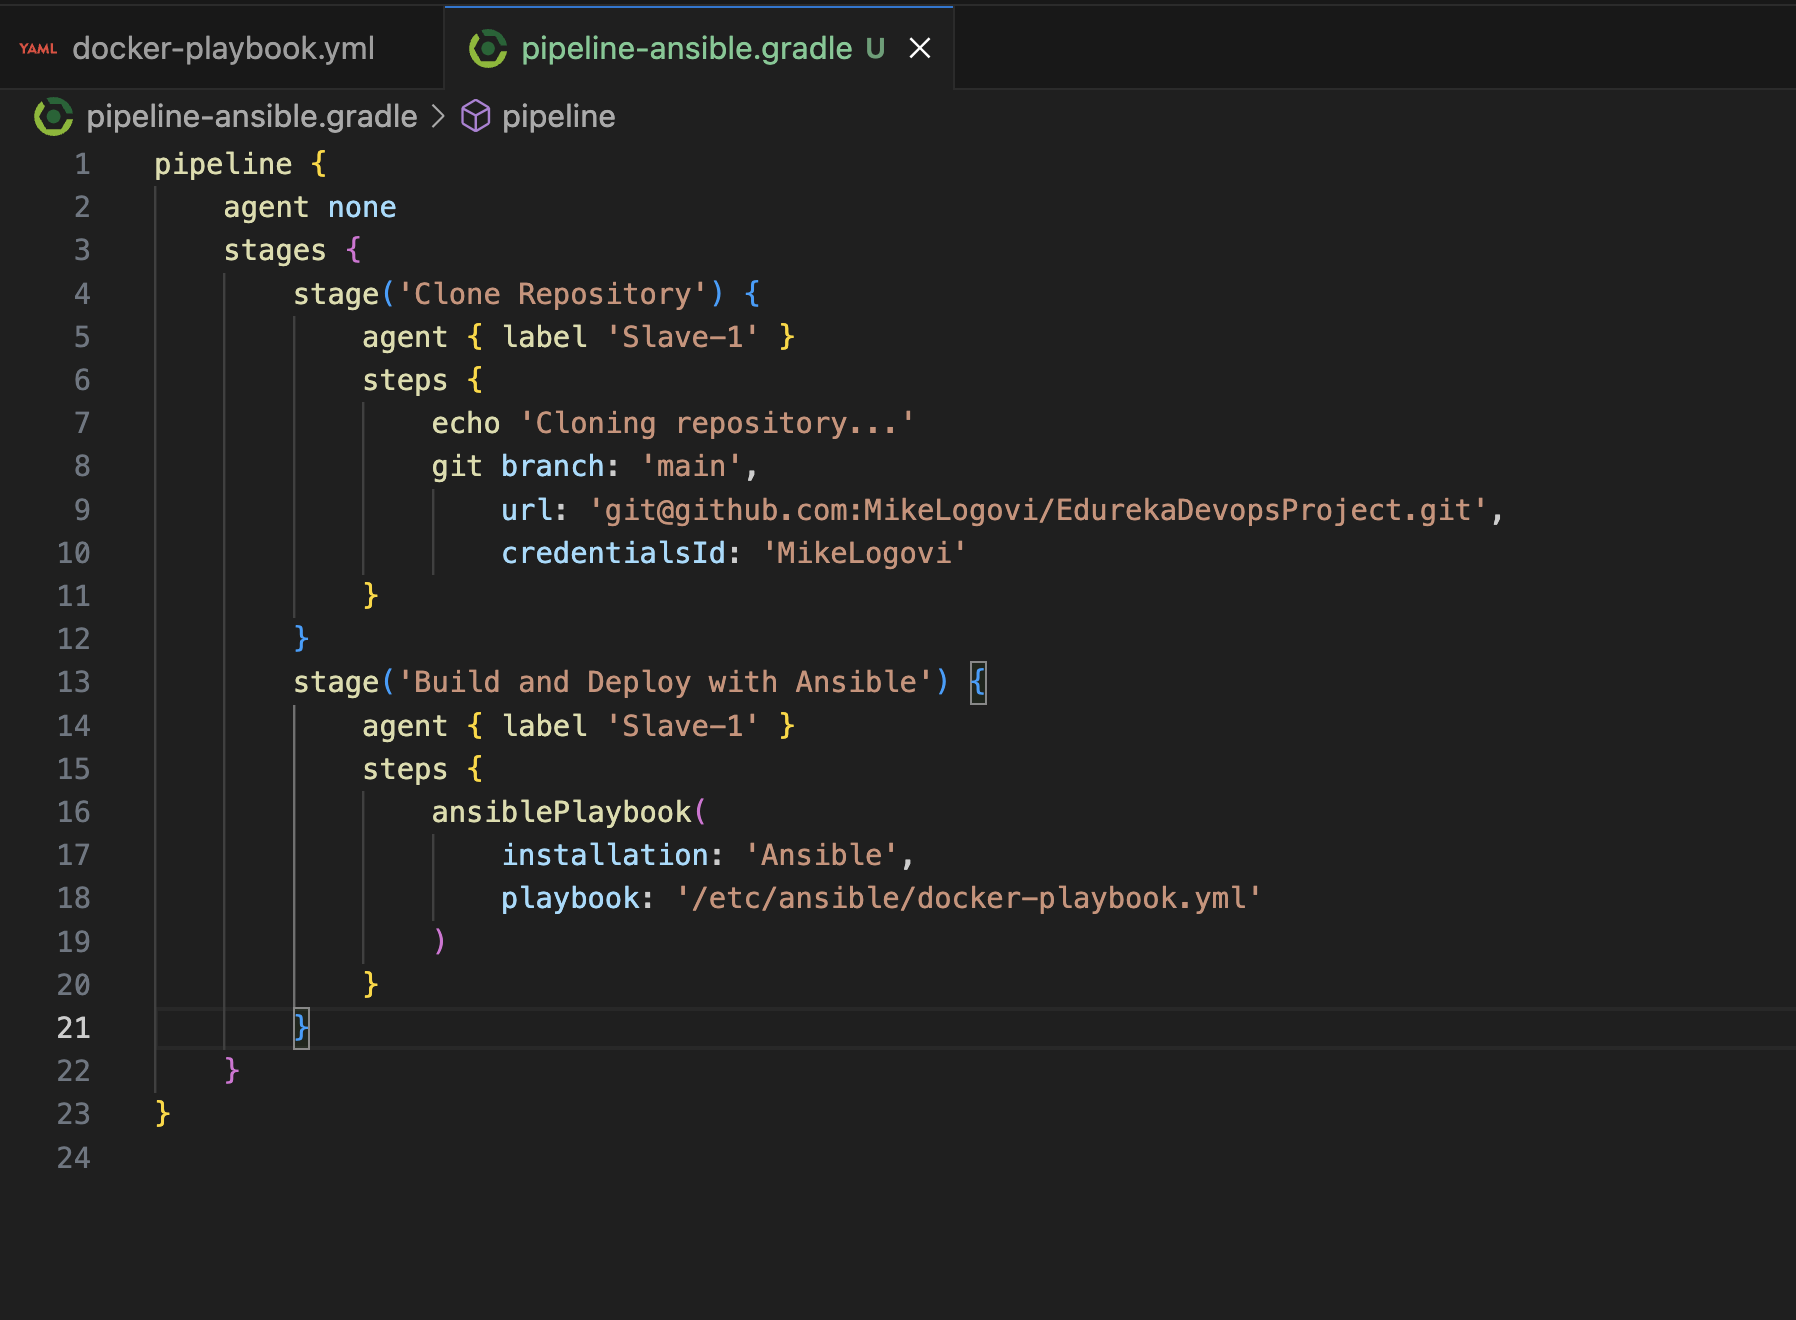 YAML docker-playbook.yml pipeline-ansible.gradle U
pipeline-ansible.gradle > pipeline
1 pipeline {
2     agent none
3     stages {
4         stage('Clone Repository') {
5             agent { label 'Slave-1' }
6             steps {
7                 echo 'Cloning repository...'
8                 git branch: 'main',
9                     url: 'git@github.com:MikeLogovi/EdurekaDevopsProject.git',
10                     credentialsId: 'MikeLogovi'
11             }
12         }
13         stage('Build and Deploy with Ansible') {
14             agent { label 'Slave-1' }
15             steps {
16                 ansiblePlaybook(
17                     installation: 'Ansible',
18                     playbook: '/etc/ansible/docker-playbook.yml'
19                 )
20             }
21         }
22     }
23 }
24